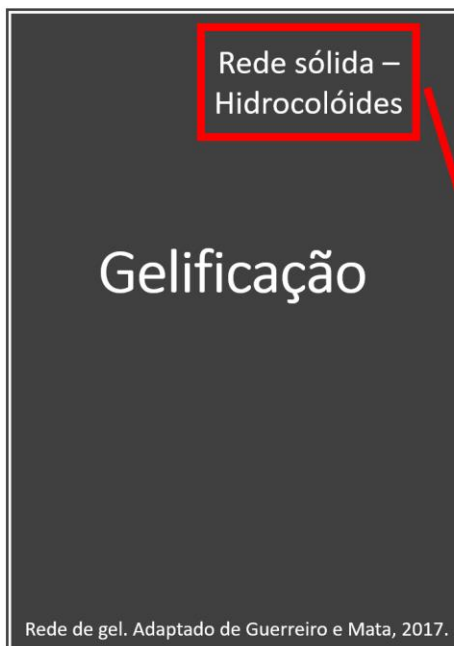 Rede sólida –
Hidrocolóides
Gelificação
Rede de gel. Adaptado de Guerreiro e Mata, 2017.